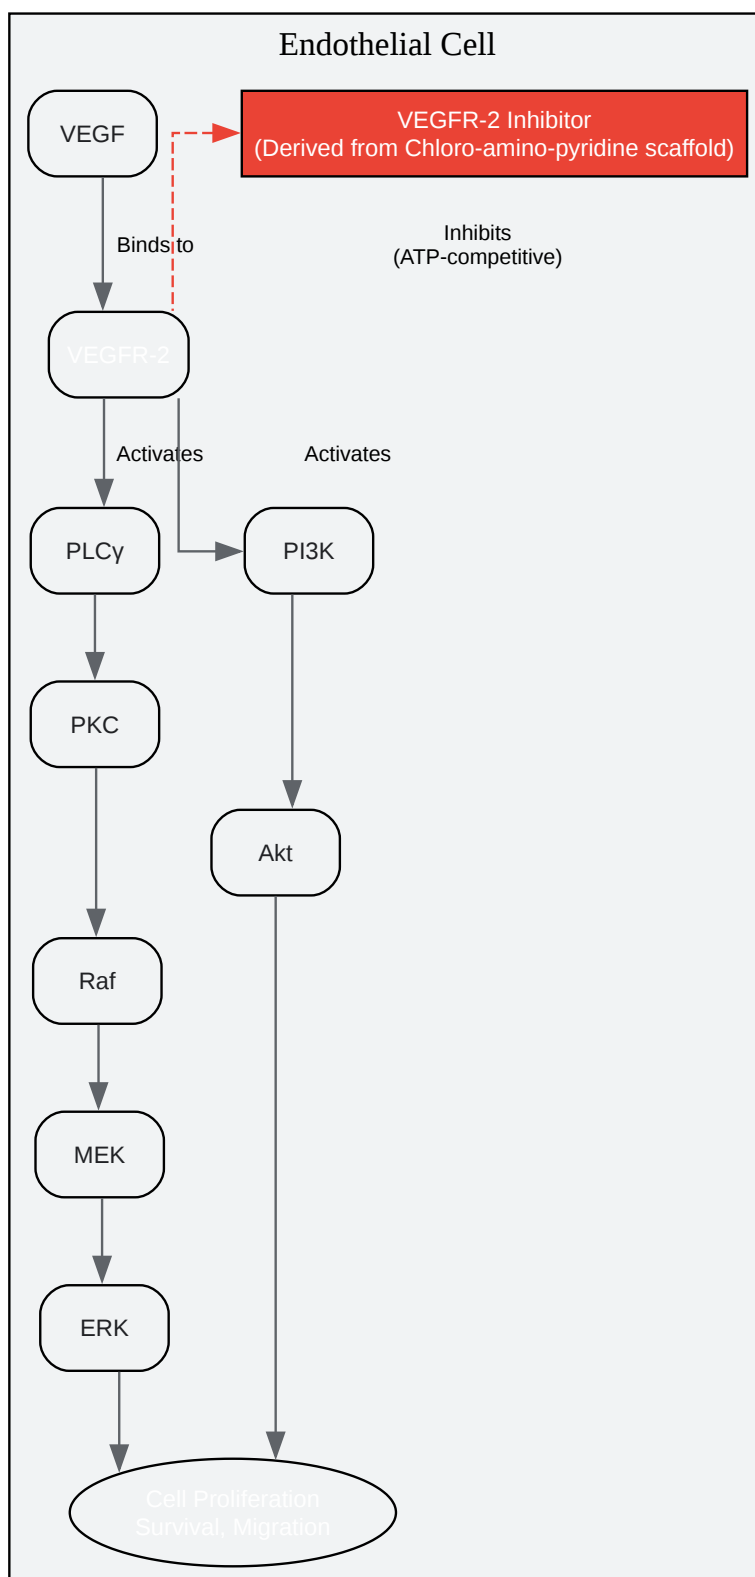 Endothelial Cell
VEGF
VEGFR-2 Inhibitor
(Derived from Chloro-amino-pyridine scaffold)
Binds to
Inhibits
(ATP-competitive)
VEGFR-2
Activates
Activates
PLCγ
PI3K
PKC
Akt
Raf
MEK
ERK
Cell Proliferation
Survival, Migration